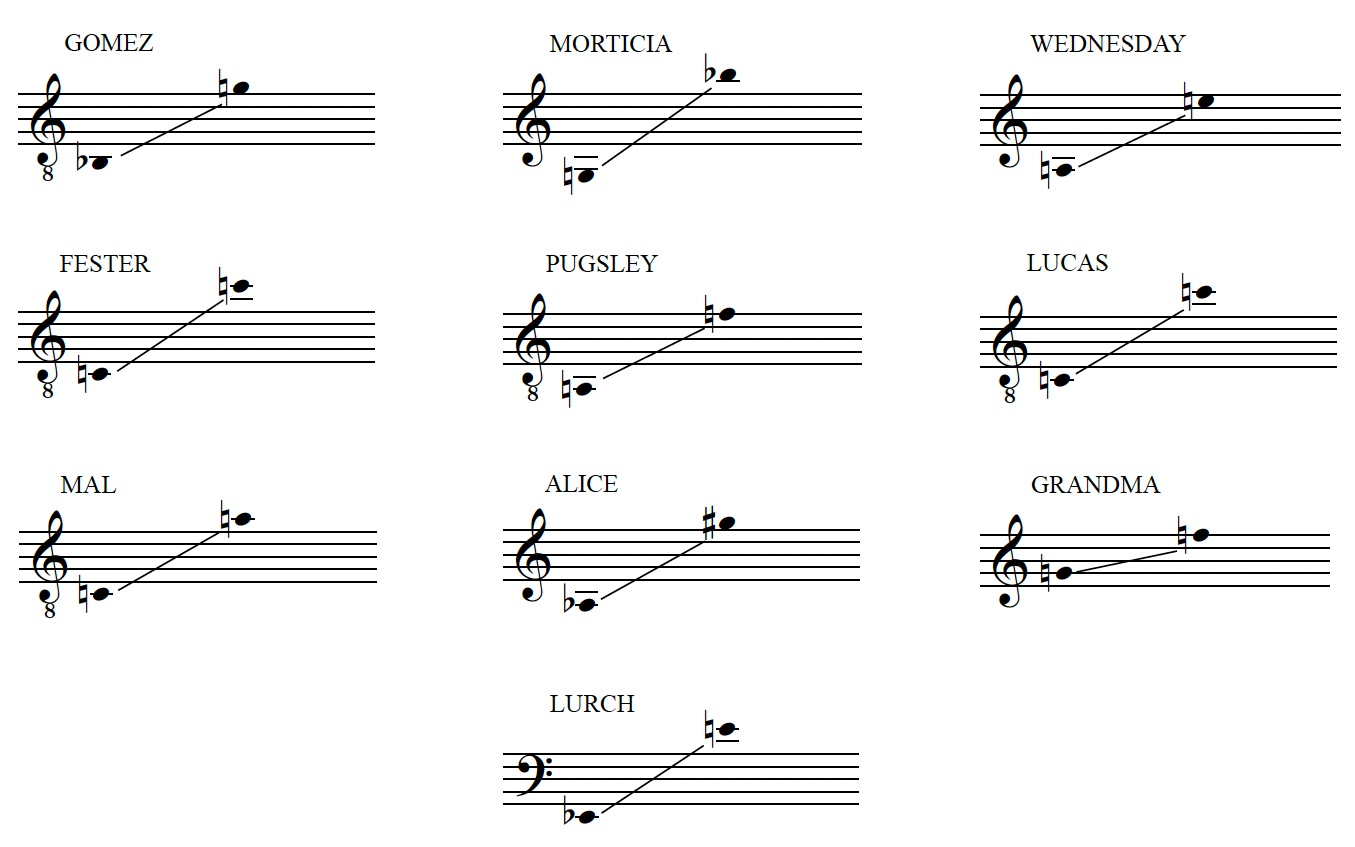 GOMEZ
MORTICIA
WEDNESDAY
8
FESTER
PUGSLEY
LUCAS
8
8
8
MAL
ALICE
GRANDMA
8
LURCH